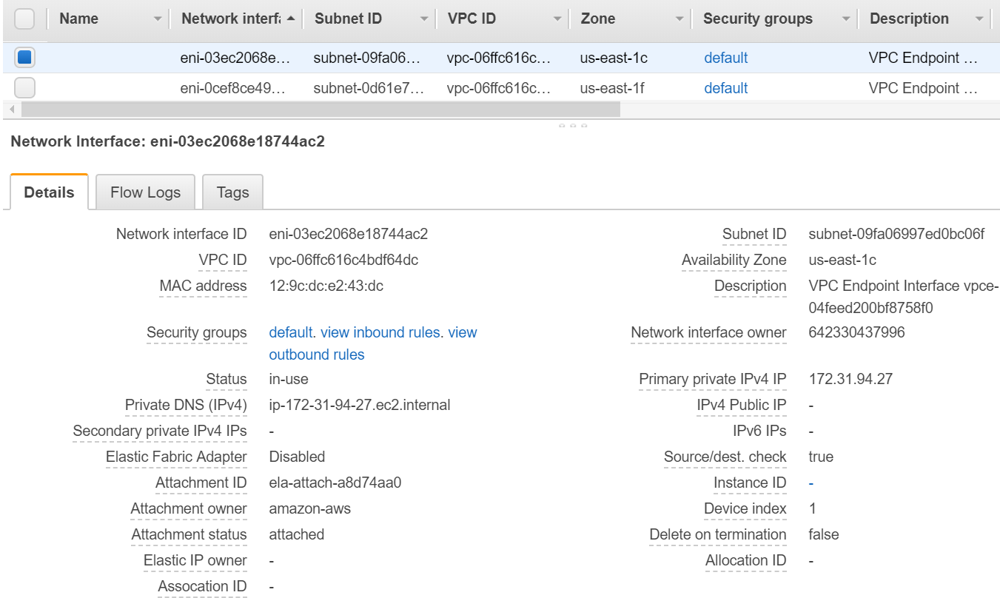 Name Network interfa Subnet ID VPC ID Zone Security groups Description
eni-03ec2068e... subnet-09fa06... vpc-06ffc616c... us-east-1c default VPC Endpoint ...
eni-0cef8ce49... subnet-0d61e7... vpc-06ffc616c... us-east-1f default VPC Endpoint ...
Network Interface: eni-03ec2068e18744ac2
Details Flow Logs Tags
Network interface ID eni-03ec2068e18744ac2 Subnet ID subnet-09fa06997ed0bc06f
VPC ID vpc-06ffc616c4bdf64dc Availability Zone us-east-1c
MAC address 12:9c:dc:e2:43:dc Description VPC Endpoint Interface vpce-
04feed200bf8758f0
Security groups default. view inbound rules. view Network interface owner 642330437996
outbound rules
Status in-use Primary private IPv4 IP 172.31.94.27
Private DNS (IPv4) ip-172-31-94-27.ec2.internal IPv4 Public IP -
Secondary private IPv4 IPs - IPv6 IPs -
Elastic Fabric Adapter Disabled Source/dest. check true
Attachment ID ela-attach-a8d74aa0 Instance ID -
Attachment owner amazon-aws Device index 1
Attachment status attached Delete on termination false
Elastic IP owner - Allocation ID -
Assocation ID -